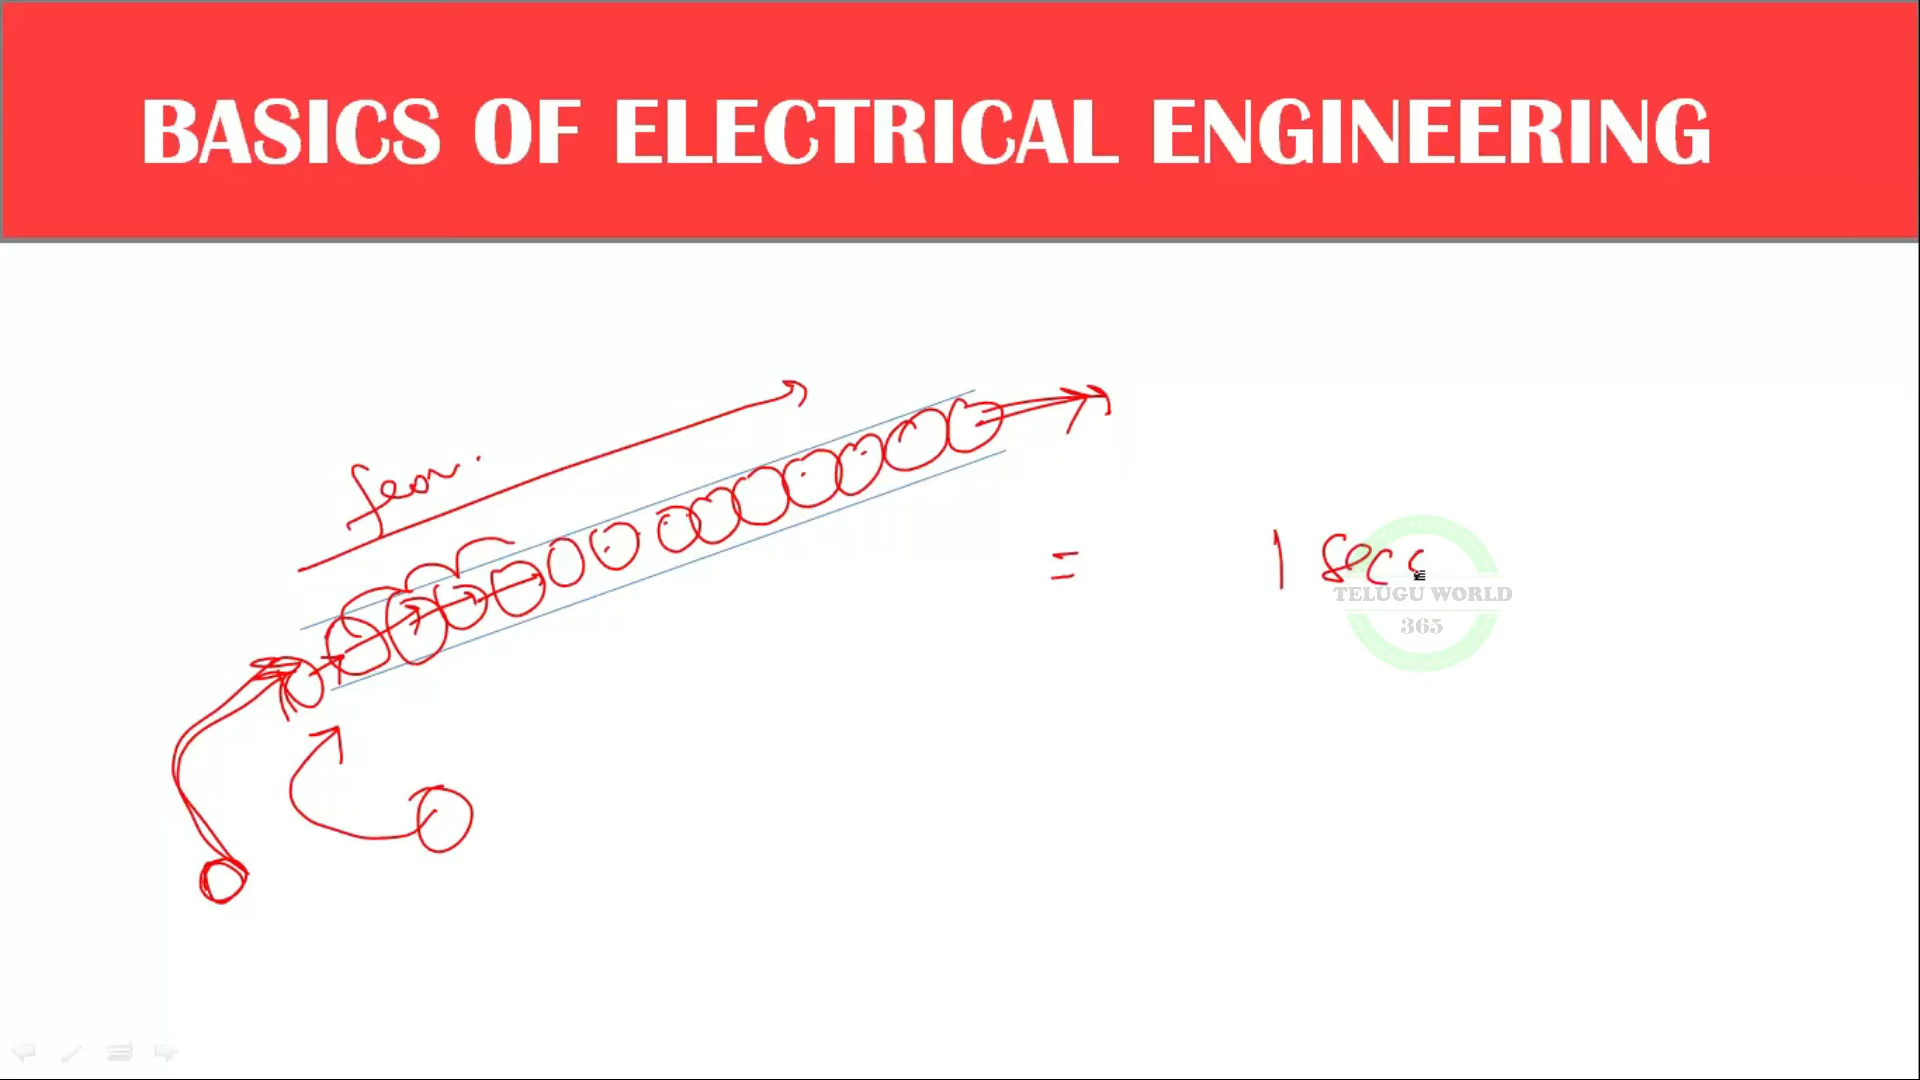 BASICS OF ELECTRICAL ENGINEERING
= 1 secs
TELUGU WORLD
365